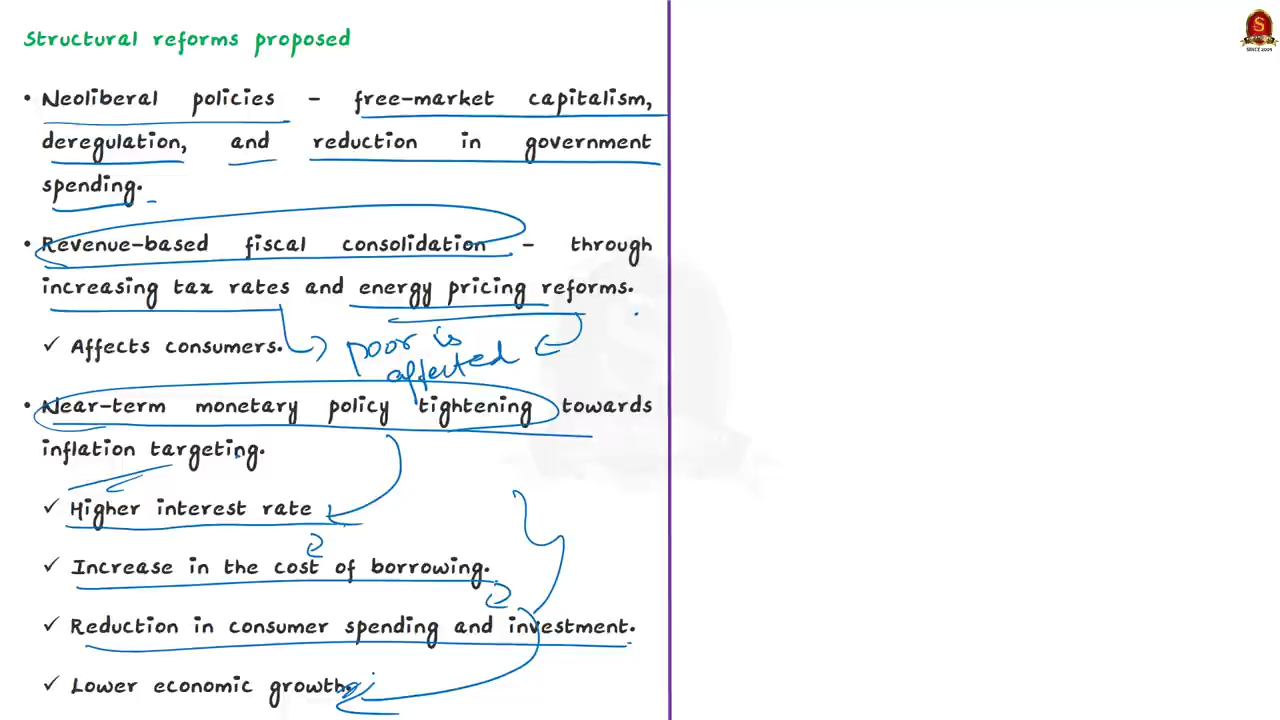 Structural reforms proposed
• Neoliberal policies - free-market capitalism,
deregulation, and reduction in government
spending.
• Revenue-based fiscal consolidation - through
increasing tax rates and energy pricing reforms.
✓ Affects consumers.
poor is
affected
• Near-term monetary policy tightening towards
inflation targeting.
✓ Higher interest rate
✓ Increase in the cost of borrowing.
✓ Reduction in consumer spending and investment.
✓ Lower economic growth.
SINCE 2004